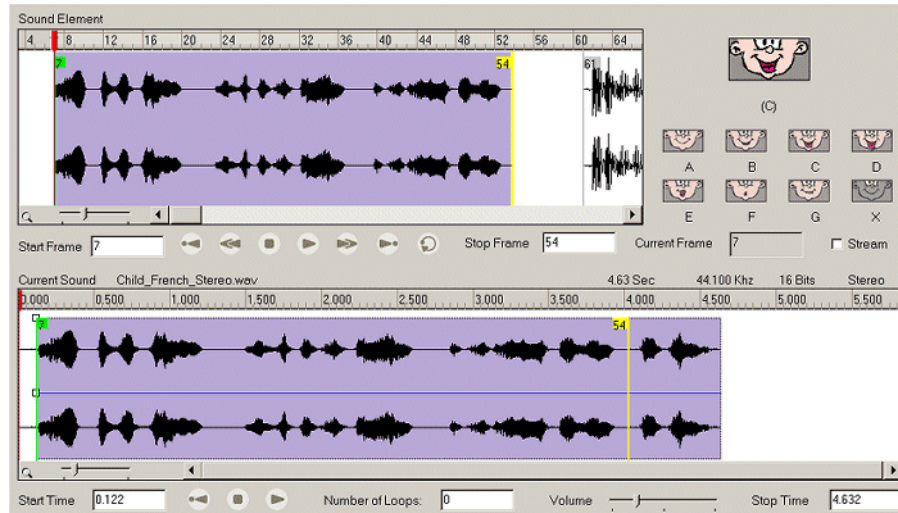 Sound Element
4 8 12 16 20 24 28 32 36 40 44 48 52 56 60 64
7 54 61
(C)
A B C D
E F G X
Start Frame 7 Stop Frame 54 Current Frame 7 Stream
Current Sound Child_French_Stereo.wav 4.63 Sec 44.100 Khz 16 Bits Stereo
0.000 0.500 1.000 1.500 2.000 2.500 3.000 3.500 4.000 4.500 5.000 5.500
7 54
Start Time 0.122 Number of Loops: 0 Volume Stop Time 4.632